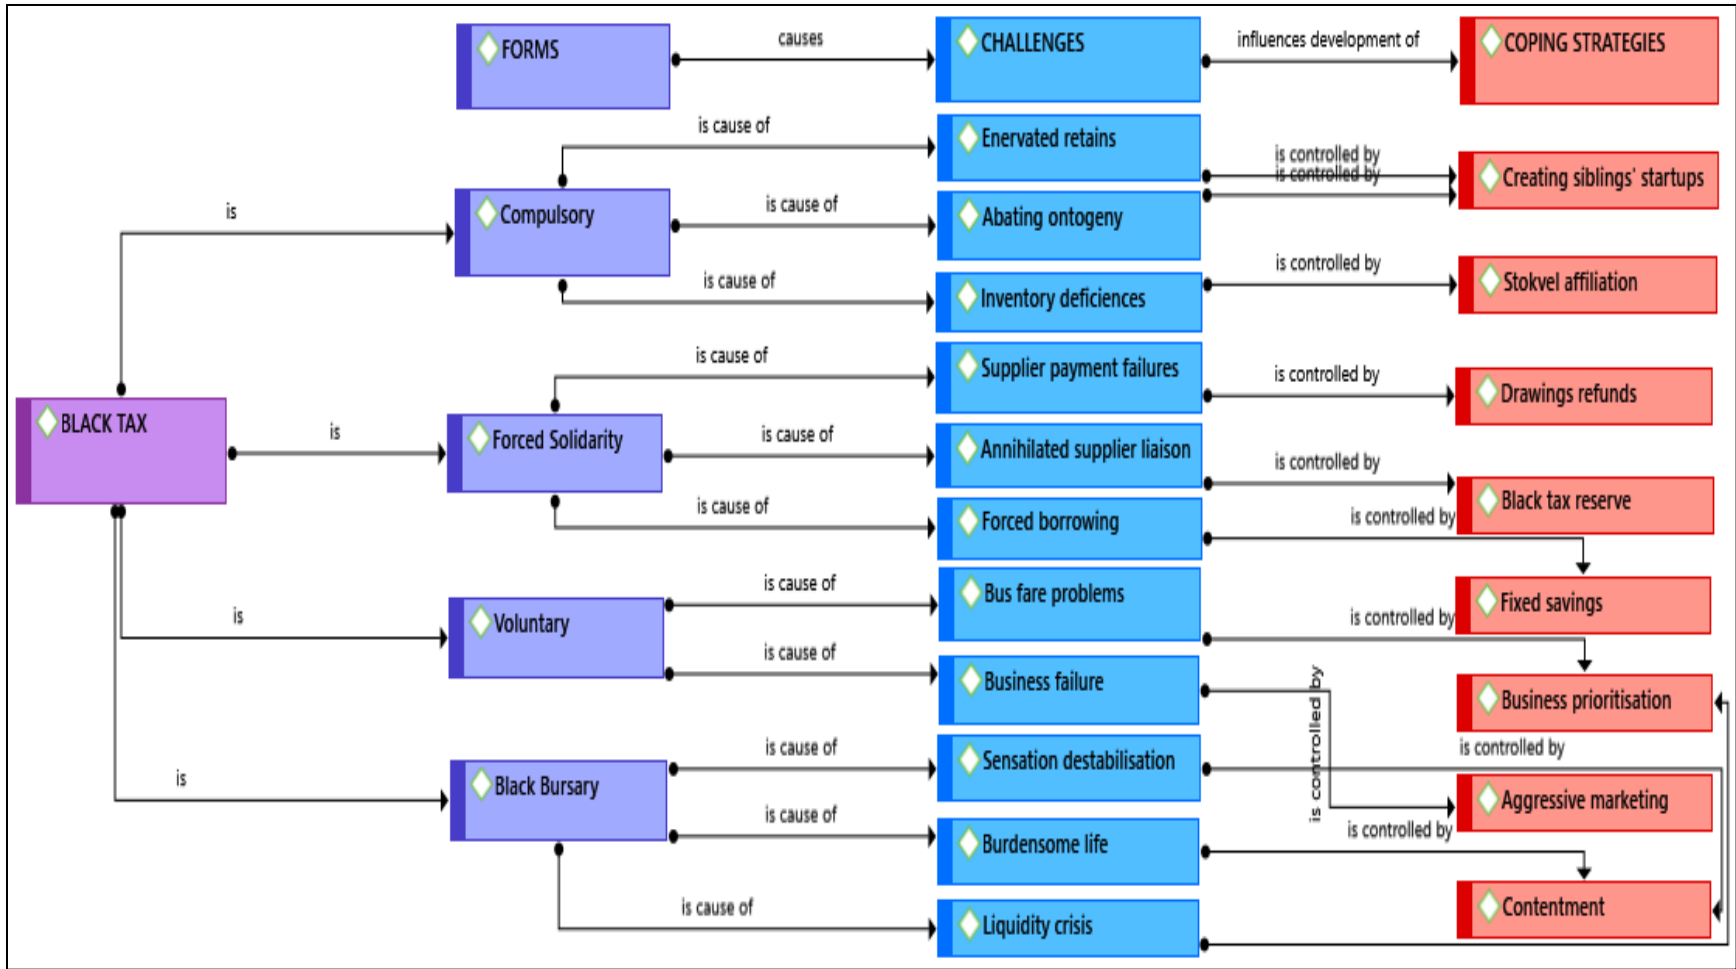 FORMS
causes
CHALLENGES
influences development of
COPING STRATEGIES
is cause of
Enervated retains
is controlled by
is controlled by
Creating siblings' startups
is
Compulsory
is cause of
Abating ontogeny
is cause of
Inventory deficiences
is controlled by
Stokvel affiliation
is cause of
Supplier payment failures
is controlled by
Drawings refunds
BLACK TAX
is
Forced Solidarity
is cause of
Annihilated supplier liaison
is controlled by
Black tax reserve
is cause of
Forced borrowing
is controlled by
Fixed savings
is
Voluntary
is cause of
Bus fare problems
is controlled by
Business prioritisation
is cause of
Business failure
is controlled by
Aggressive marketing
is
Black Bursary
is cause of
Sensation destabilisation
is controlled by
is cause of
Burdensome life
is controlled by
Contentment
is cause of
Liquidity crisis